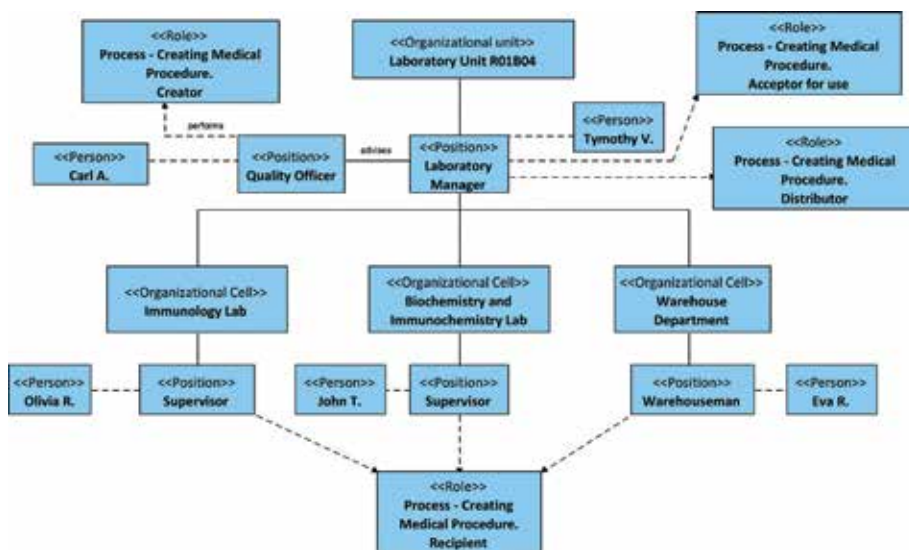 <<Role>>
Process - Creating Medical
Procedure.
Creator
<<Organizational unit>>
Laboratory Unit R01B04
<<Role>>
Process - Creating Medical
Procedure.
Acceptor for use
performs
<<Person>>
Tymothy V.
<<Person>>
Carl A.
<<Position>>
Quality Officer
advises
<<Position>>
Laboratory
Manager
<<Role>>
Process - Creating Medical
Procedure.
Distributor
<<Organizational Cell>>
Immunology Lab
<<Organizational Cell>>
Biochemistry and
Immunochemistry Lab
<<Organizational Cell>>
Warehouse
Department
<<Person>>
Olivia R.
<<Position>>
Supervisor
<<Person>>
John T.
<<Position>>
Supervisor
<<Position>>
Warehouseman
<<Person>>
Eva R.
<<Role>>
Process - Creating
Medical Procedure.
Recipient